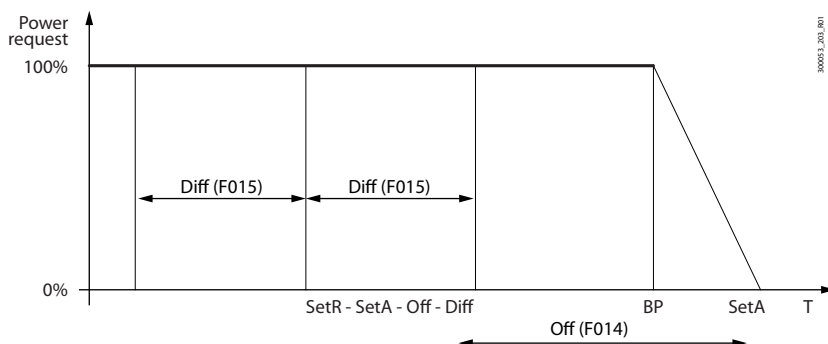 Power
request
100%
Diff (F015)
Diff (F015)
0%
SetR - SetA - Off - Diff
BP
SetA
T
Off (F014)
300053_203_R01